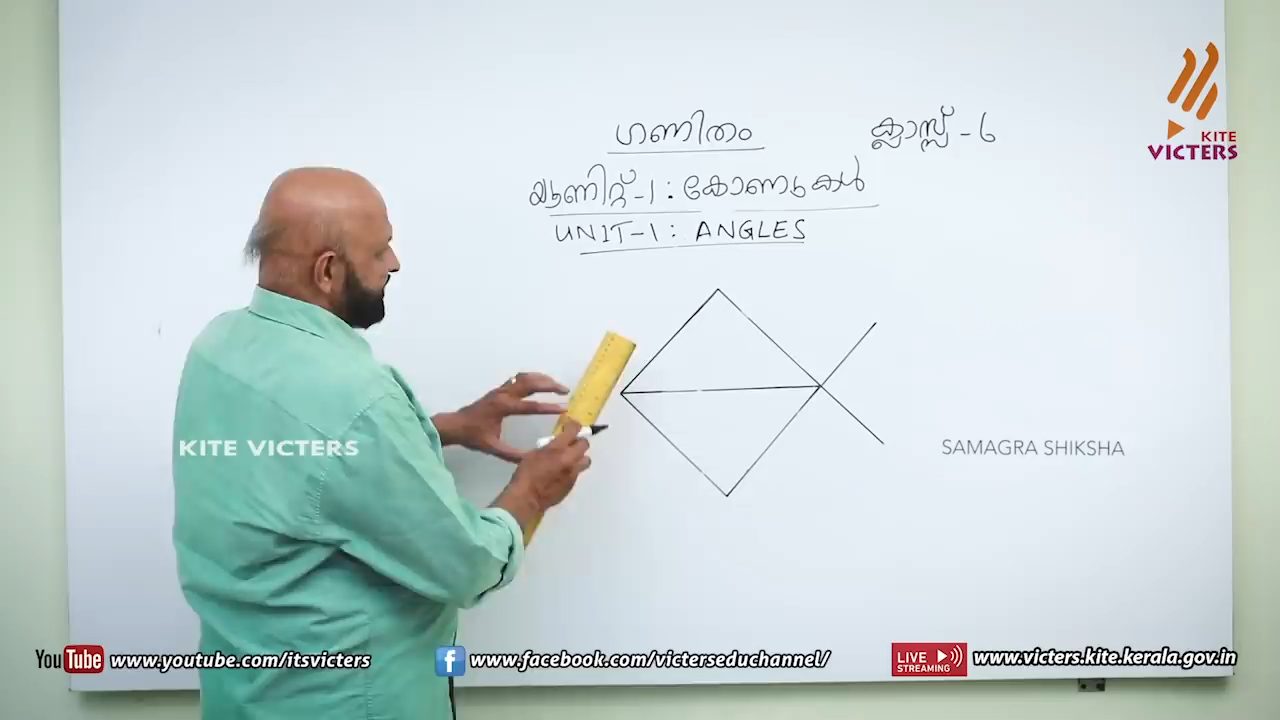 ഗണിതം ക്ലാസ്സ് - 6
യൂണിറ്റ് - 1 : കോണുകൾ
UNIT - 1 : ANGLES
KITE
VICTERS
KITE VICTERS
SAMAGRA SHIKSHA
YouTube www.youtube.com/itsvicters
f www.facebook.com/victerseduchannel/
LIVE STREAMING www.victers.kite.kerala.gov.in